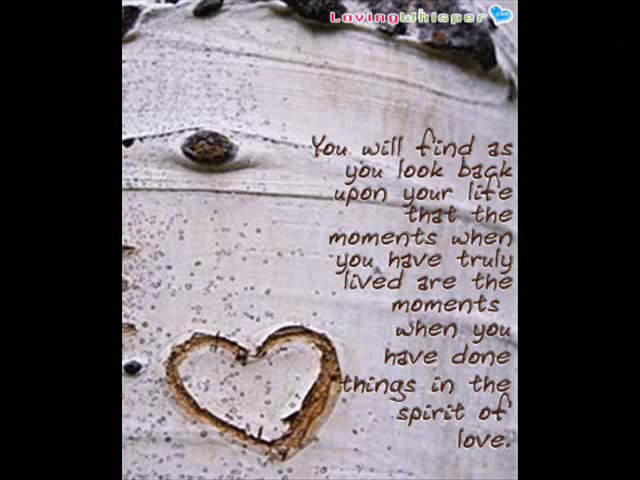 LovingWhisper
.com
You will find as
you look back
upon your life
that the
moments when
you have truly
lived are the
moments
when you
have done
things in the
spirit of
love.